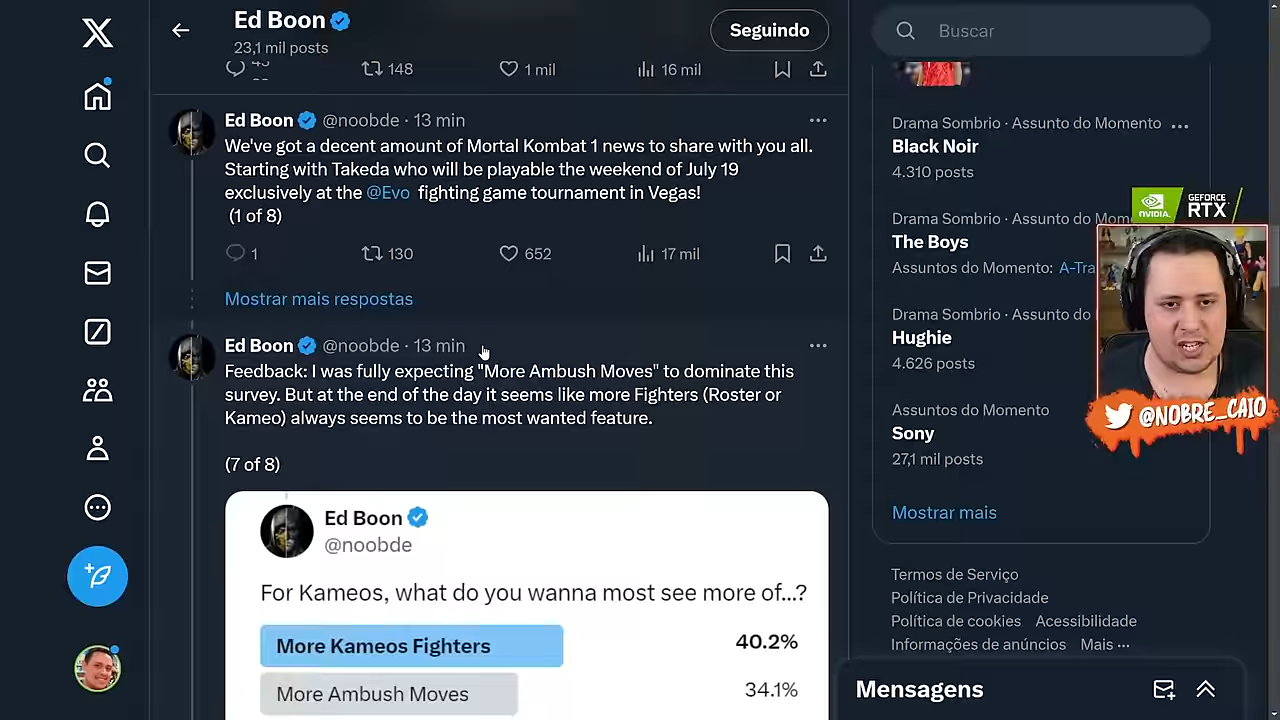 Ed Boon
23,1 mil posts
Seguindo
Buscar
148
1 mil
16 mil
Ed Boon @noobde · 13 min
We've got a decent amount of Mortal Kombat 1 news to share with you all.
Starting with Takeda who will be playable the weekend of July 19
exclusively at the @Evo fighting game tournament in Vegas!
(1 of 8)
1
130
652
17 mil
Mostrar mais respostas
Ed Boon @noobde · 13 min
Feedback: I was fully expecting "More Ambush Moves" to dominate this
survey. But at the end of the day it seems like more Fighters (Roster or
Kameo) always seems to be the most wanted feature.
(7 of 8)
Ed Boon
@noobde
For Kameos, what do you wanna most see more of...?
More Kameos Fighters 40.2%
More Ambush Moves 34.1%
Drama Sombrio · Assunto do Momento
Black Noir
4.310 posts
Drama Sombrio · Assunto do Mom
The Boys
Assuntos do Momento: A-Tra
Drama Sombrio · Assunto do
Hughie
4.626 posts
Assuntos do Momento
Sony
27,1 mil posts
Mostrar mais
Termos de Serviço
Política de Privacidade
Política de cookies Acessibilidade
Informações de anúncios Mais ···
Mensagens
NVIDIA.
GEFORCE
RTX
@NOBRE_CAIO